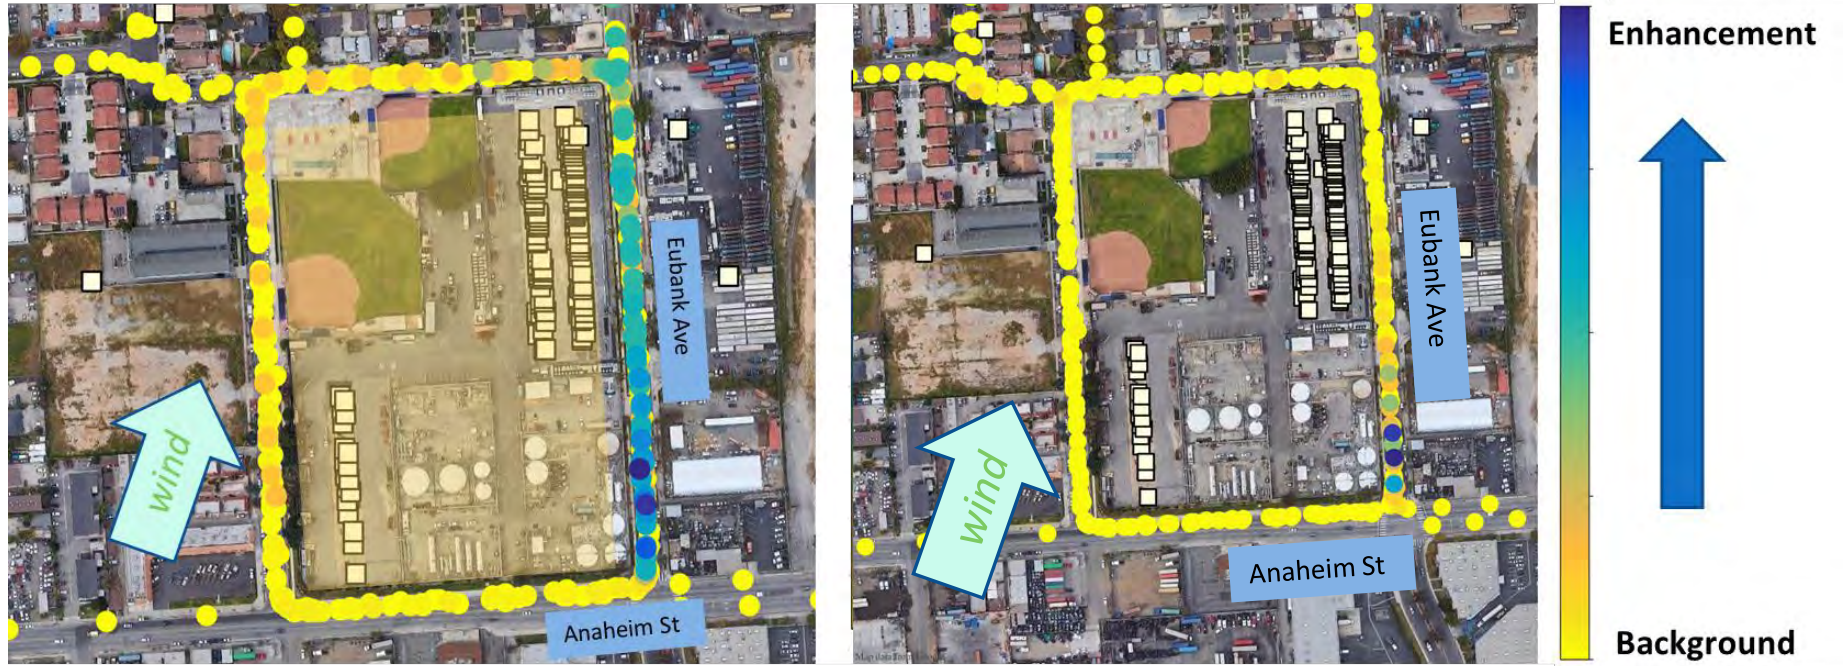 Enhancement
Eubank Ave
Eubank Ave
wind
wind
Anaheim St
Anaheim St
Background